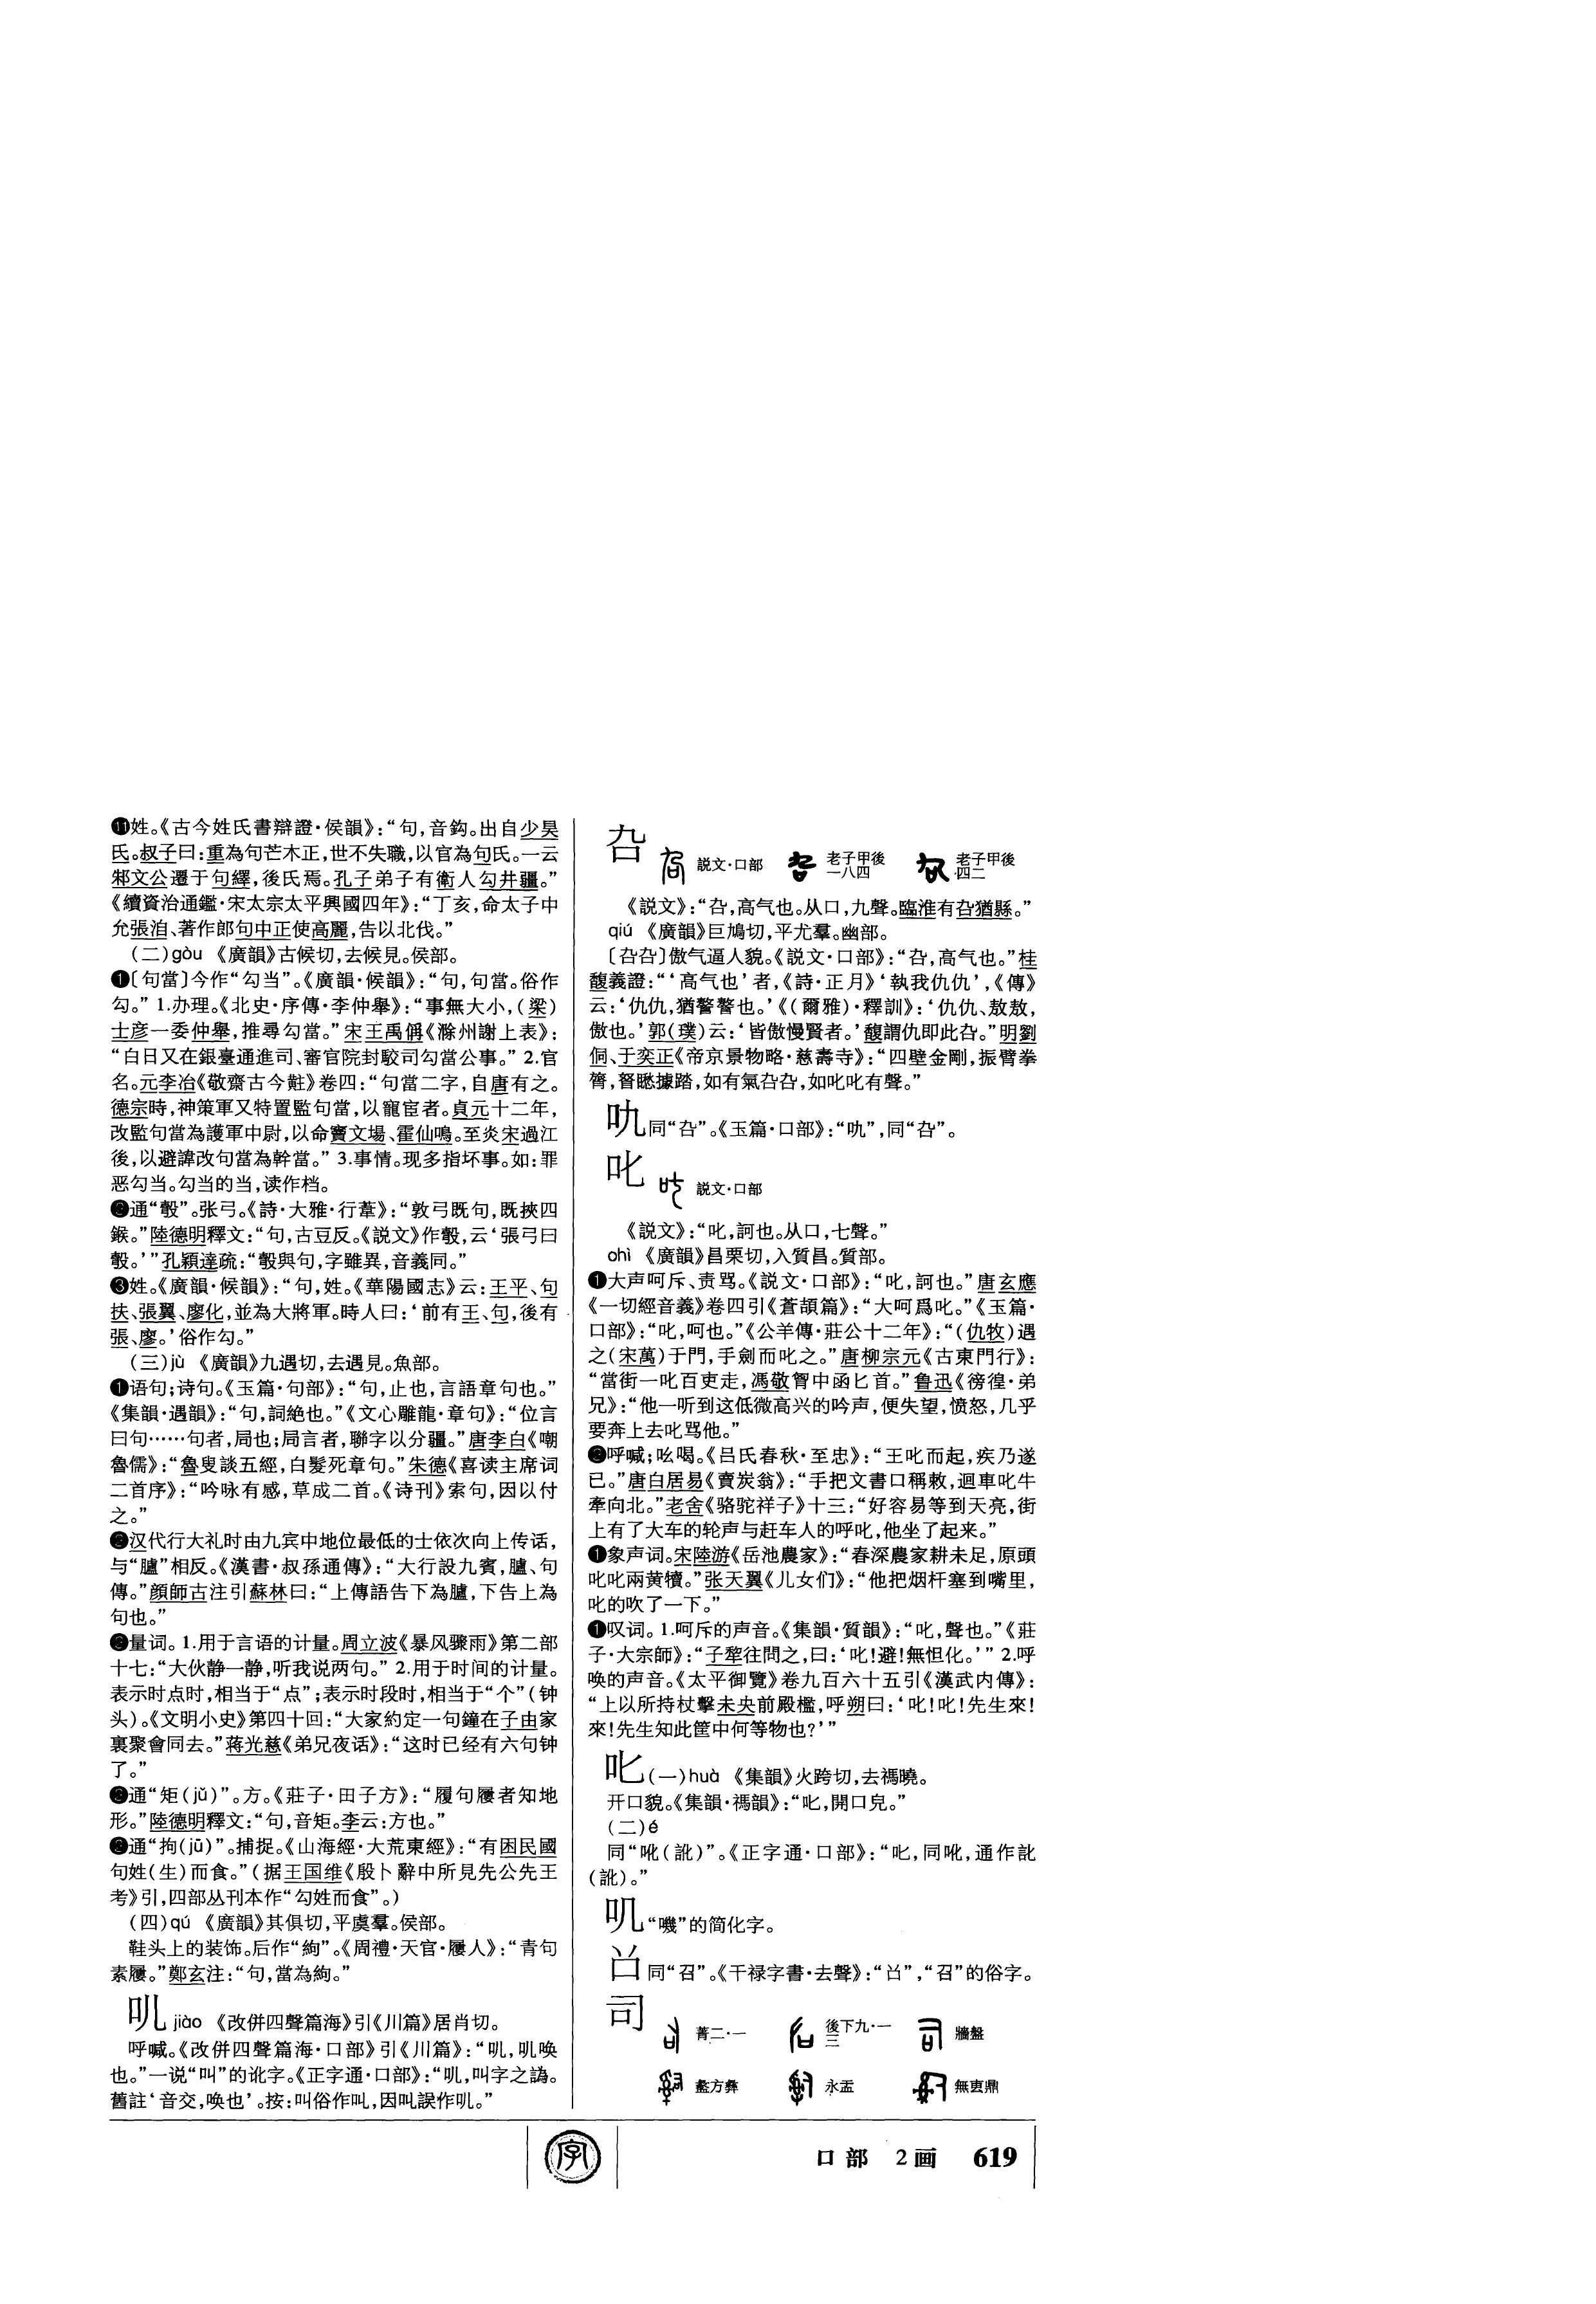 ⓫姓。《古今姓氏書辯證·侯韻》：“句，音鈎。出自少昊
氏。叔子曰：重為句芒木正，世不失職，以官為句氏。一云
邾文公遷于句繹，後氏焉。孔子弟子有衛人勾井疆。”
《續資治通鑑·宋太宗太平興國四年》：“丁亥，命太子中
允張洎、著作郎句中正使高麗，告以北伐。”
(二)gòu 《廣韻》古候切，去候見。侯部。
❶〔句當〕今作“勾当”。《廣韻·候韻》：“句，句當。俗作
勾。” 1.办理。《北史·序傳·李仲舉》：“事無大小，(梁)
士彦一委仲舉，推尋勾當。”宋王禹偁《滁州謝上表》：
“白日又在銀臺通進司、審官院封駮司勾當公事。” 2.官
名。元李冶《敬齋古今黈》卷四：“句當二字，自唐有之。
德宗時，神策軍又特置監句當，以寵宦者。貞元十二年，
改監句當為護軍中尉，以命竇文場、霍仙鳴。至炎宋過江
後，以避諱改句當為幹當。” 3.事情。现多指坏事。如：罪
恶勾当。勾当的当，读作档。
❷通“彀”。张弓。《詩·大雅·行葦》：“敦弓既句，既挾四
鍭。”陸德明釋文：“句，古豆反。《説文》作彀，云‘張弓曰
彀。’”孔穎達疏：“彀與句，字雖異，音義同。”
❸姓。《廣韻·候韻》：“句，姓。《華陽國志》云：王平、句
扶、張翼、廖化，並為大將軍。時人曰：‘前有王、句，後有
張、廖。’俗作勾。”
(三)jù 《廣韻》九遇切，去遇見。魚部。
❶语句；诗句。《玉篇·句部》：“句，止也，言語章句也。”
《集韻·遇韻》：“句，詞絶也。”《文心雕龍·章句》：“位言
曰句……句者，局也；局言者，聯字以分疆。”唐李白《嘲
魯儒》：“魯叟談五經，白髮死章句。”朱德《喜读主席词
二首序》：“吟咏有感，草成二首。《诗刊》索句，因以付
之。”
❷汉代行大礼时由九宾中地位最低的士依次向上传话，
与“臚”相反。《漢書·叔孫通傳》：“大行設九賓，臚、句
傳。”顔師古注引蘇林曰：“上傳語告下為臚，下告上為
句也。”
❷量词。1.用于言语的计量。周立波《暴风骤雨》第二部
十七：“大伙静一静，听我说两句。” 2.用于时间的计量。
表示时点时，相当于“点”；表示时段时，相当于“个”(钟
头)。《文明小史》第四十回：“大家約定一句鐘在子由家
裏聚會同去。”蒋光慈《弟兄夜话》：“这时已经有六句钟
了。”
❷通“矩(jǔ)”。方。《莊子·田子方》：“履句屨者知地
形。”陸德明釋文：“句，音矩。李云：方也。”
❷通“拘(jū)”。捕捉。《山海經·大荒東經》：“有困民國
句姓(生)而食。”(据王国维《殷卜辭中所見先公先王
考》引，四部丛刊本作“勾姓而食”。)
(四)qú 《廣韻》其俱切，平虞羣。侯部。
鞋头上的装饰。后作“絇”。《周禮·天官·屨人》：“青句
素屨。”鄭玄注：“句，當為絇。”
叽 jiào 《改併四聲篇海》引《川篇》居肖切。
呼喊。《改併四聲篇海·口部》引《川篇》：“叽，叽唤
也。”一说“叫”的讹字。《正字通·口部》：“叽，叫字之譌。
舊註‘音交，唤也’。按：叫俗作呌，因呌誤作叽。”
叴 説文·口部 老子甲後一八四 老子甲後四二
《説文》：“叴，高气也。从口，九聲。臨淮有叴猶縣。”
qiú 《廣韻》巨鳩切，平尤羣。幽部。
〔叴叴〕傲气逼人貌。《説文·口部》：“叴，高气也。”桂
馥義證：“‘高气也’者，《詩·正月》‘執我仇仇’，《傳》
云：‘仇仇，猶謷謷也。’《(爾雅)·釋訓》：‘仇仇、敖敖，
傲也。’郭(璞)云：‘皆傲慢賢者。’馥謂仇即此叴。”明劉
侗、于奕正《帝京景物略·慈壽寺》：“四壁金剛，振臂拳
膂，督瞇據踏，如有氣叴叴，如叱叱有聲。”
叺 同“叴”。《玉篇·口部》：“叺”，同“叴”。
叱 説文·口部
《説文》：“叱，訶也。从口，七聲。”
ohì 《廣韻》昌栗切，入質昌。質部。
❶大声呵斥、责骂。《説文·口部》：“叱，訶也。”唐玄應
《一切經音義》卷四引《蒼頡篇》：“大呵爲叱。”《玉篇·
口部》：“叱，呵也。”《公羊傳·莊公十二年》：“(仇牧)遇
之(宋萬)于門，手劍而叱之。”唐柳宗元《古東門行》：
“當街一叱百吏走，馮敬胷中函匕首。”鲁迅《徬徨·弟
兄》：“他一听到这低微高兴的吟声，便失望，愤怒，几乎
要奔上去叱骂他。”
❷呼喊；吆喝。《吕氏春秋·至忠》：“王叱而起，疾乃遂
已。”唐白居易《賣炭翁》：“手把文書口稱敕，迴車叱牛
牽向北。”老舍《骆驼祥子》十三：“好容易等到天亮，街
上有了大车的轮声与赶车人的呼叱，他坐了起来。”
❶象声词。宋陸游《岳池農家》：“春深農家耕未足，原頭
叱叱兩黄犢。”张天翼《儿女们》：“他把烟杆塞到嘴里，
叱的吹了一下。”
❶叹词。1.呵斥的声音。《集韻·質韻》：“叱，聲也。”《莊
子·大宗師》：“子犂往問之，曰：‘叱！避！無怛化。’” 2.呼
唤的声音。《太平御覽》卷九百六十五引《漢武内傳》：
“上以所持杖擊未央前殿檻，呼朔曰：‘叱！叱！先生來！
來！先生知此筐中何等物也？’”
𠮟 (一)huà 《集韻》火跨切，去禡曉。
开口貌。《集韻·禡韻》：“𠮟，開口皃。”
(二)é
同“吪(訛)”。《正字通·口部》：“𠮟，同吪，通作訿
(訛)。”
叽 “嘰”的简化字。
㕣 同“召”。《干禄字書·去聲》：“㕣”，“召”的俗字。
司 菁二·一 後下九·一三 牆盤
盠方彝 永盂 無叀鼎
字 口部 2画 619